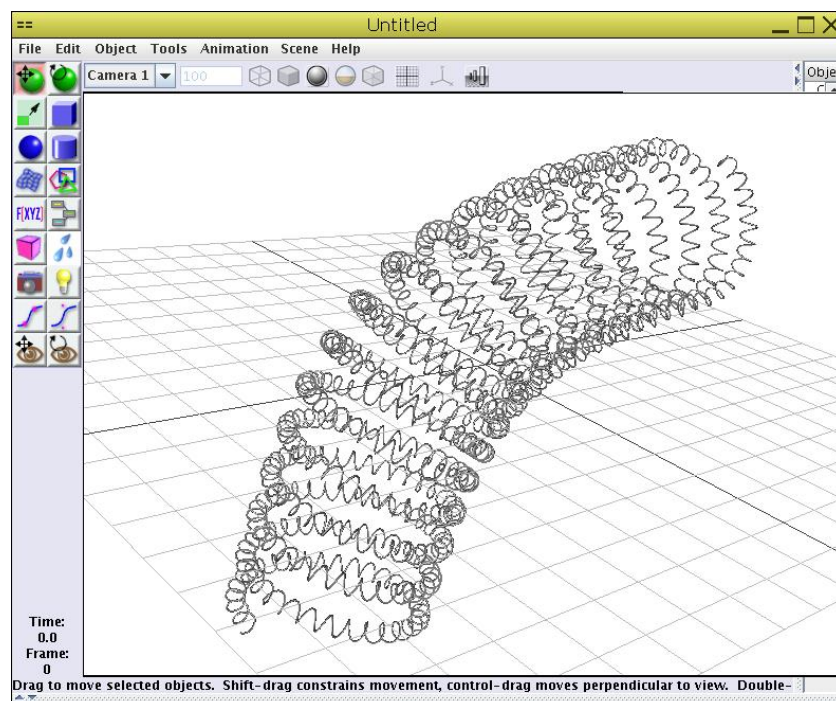 Untitled
File Edit Object Tools Animation Scene Help
Camera 1 100 Obje
F(XYZ)
Time:
0.0
Frame:
0
Drag to move selected objects. Shift-drag constrains movement, control-drag moves perpendicular to view. Double-